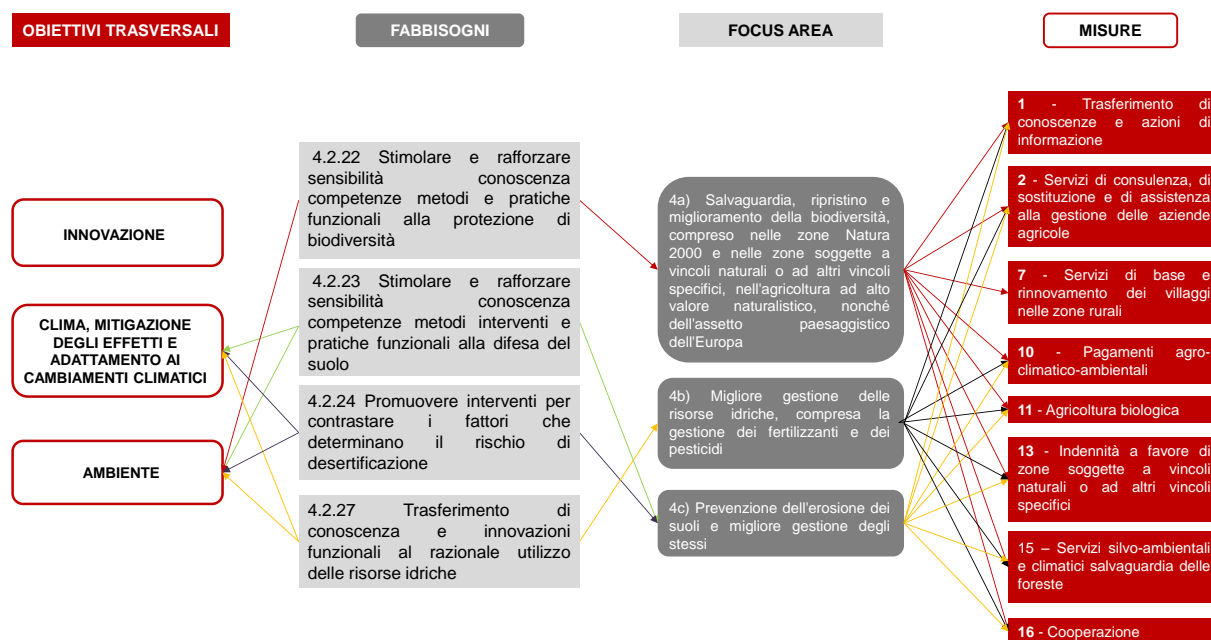 OBIETTIVI TRASVERSALI
FABBISOGNI
FOCUS AREA
MISURE
INNOVAZIONE
CLIMA, MITIGAZIONE
DEGLI EFFETTI E
ADATTAMENTO AI
CAMBIAMENTI CLIMATICI
AMBIENTE
4.2.22 Stimolare e rafforzare
sensibilità conoscenza
competenze metodi e pratiche
funzionali alla protezione di
biodiversità
4.2.23 Stimolare e rafforzare
sensibilità conoscenza
competenze metodi interventi e
pratiche funzionali alla difesa del
suolo
4.2.24 Promuovere interventi per
contrastare i fattori che
determinano il rischio di
desertificazione
4.2.27 Trasferimento di
conoscenza e innovazioni
funzionali al razionale utilizzo
delle risorse idriche
4a) Salvaguardia, ripristino e
miglioramento della biodiversità,
compreso nelle zone Natura
2000 e nelle zone soggette a
vincoli naturali o ad altri vincoli
specifici, nell'agricoltura ad alto
valore naturalistico, nonché
dell'assetto paesaggistico
dell'Europa
4b) Migliore gestione delle
risorse idriche, compresa la
gestione dei fertilizzanti e dei
pesticidi
4c) Prevenzione dell'erosione dei
suoli e migliore gestione degli
stessi
1 - Trasferimento di
conoscenze e azioni di
informazione
2 - Servizi di consulenza, di
sostituzione e di assistenza
alla gestione delle aziende
agricole
7 - Servizi di base e
rinnovamento dei villaggi
nelle zone rurali
10 - Pagamenti agro-
climatico-ambientali
11 - Agricoltura biologica
13 - Indennità a favore di
zone soggette a vincoli
naturali o ad altri vincoli
specifici
15 – Servizi silvo-ambientali
e climatici salvaguardia delle
foreste
16 - Cooperazione